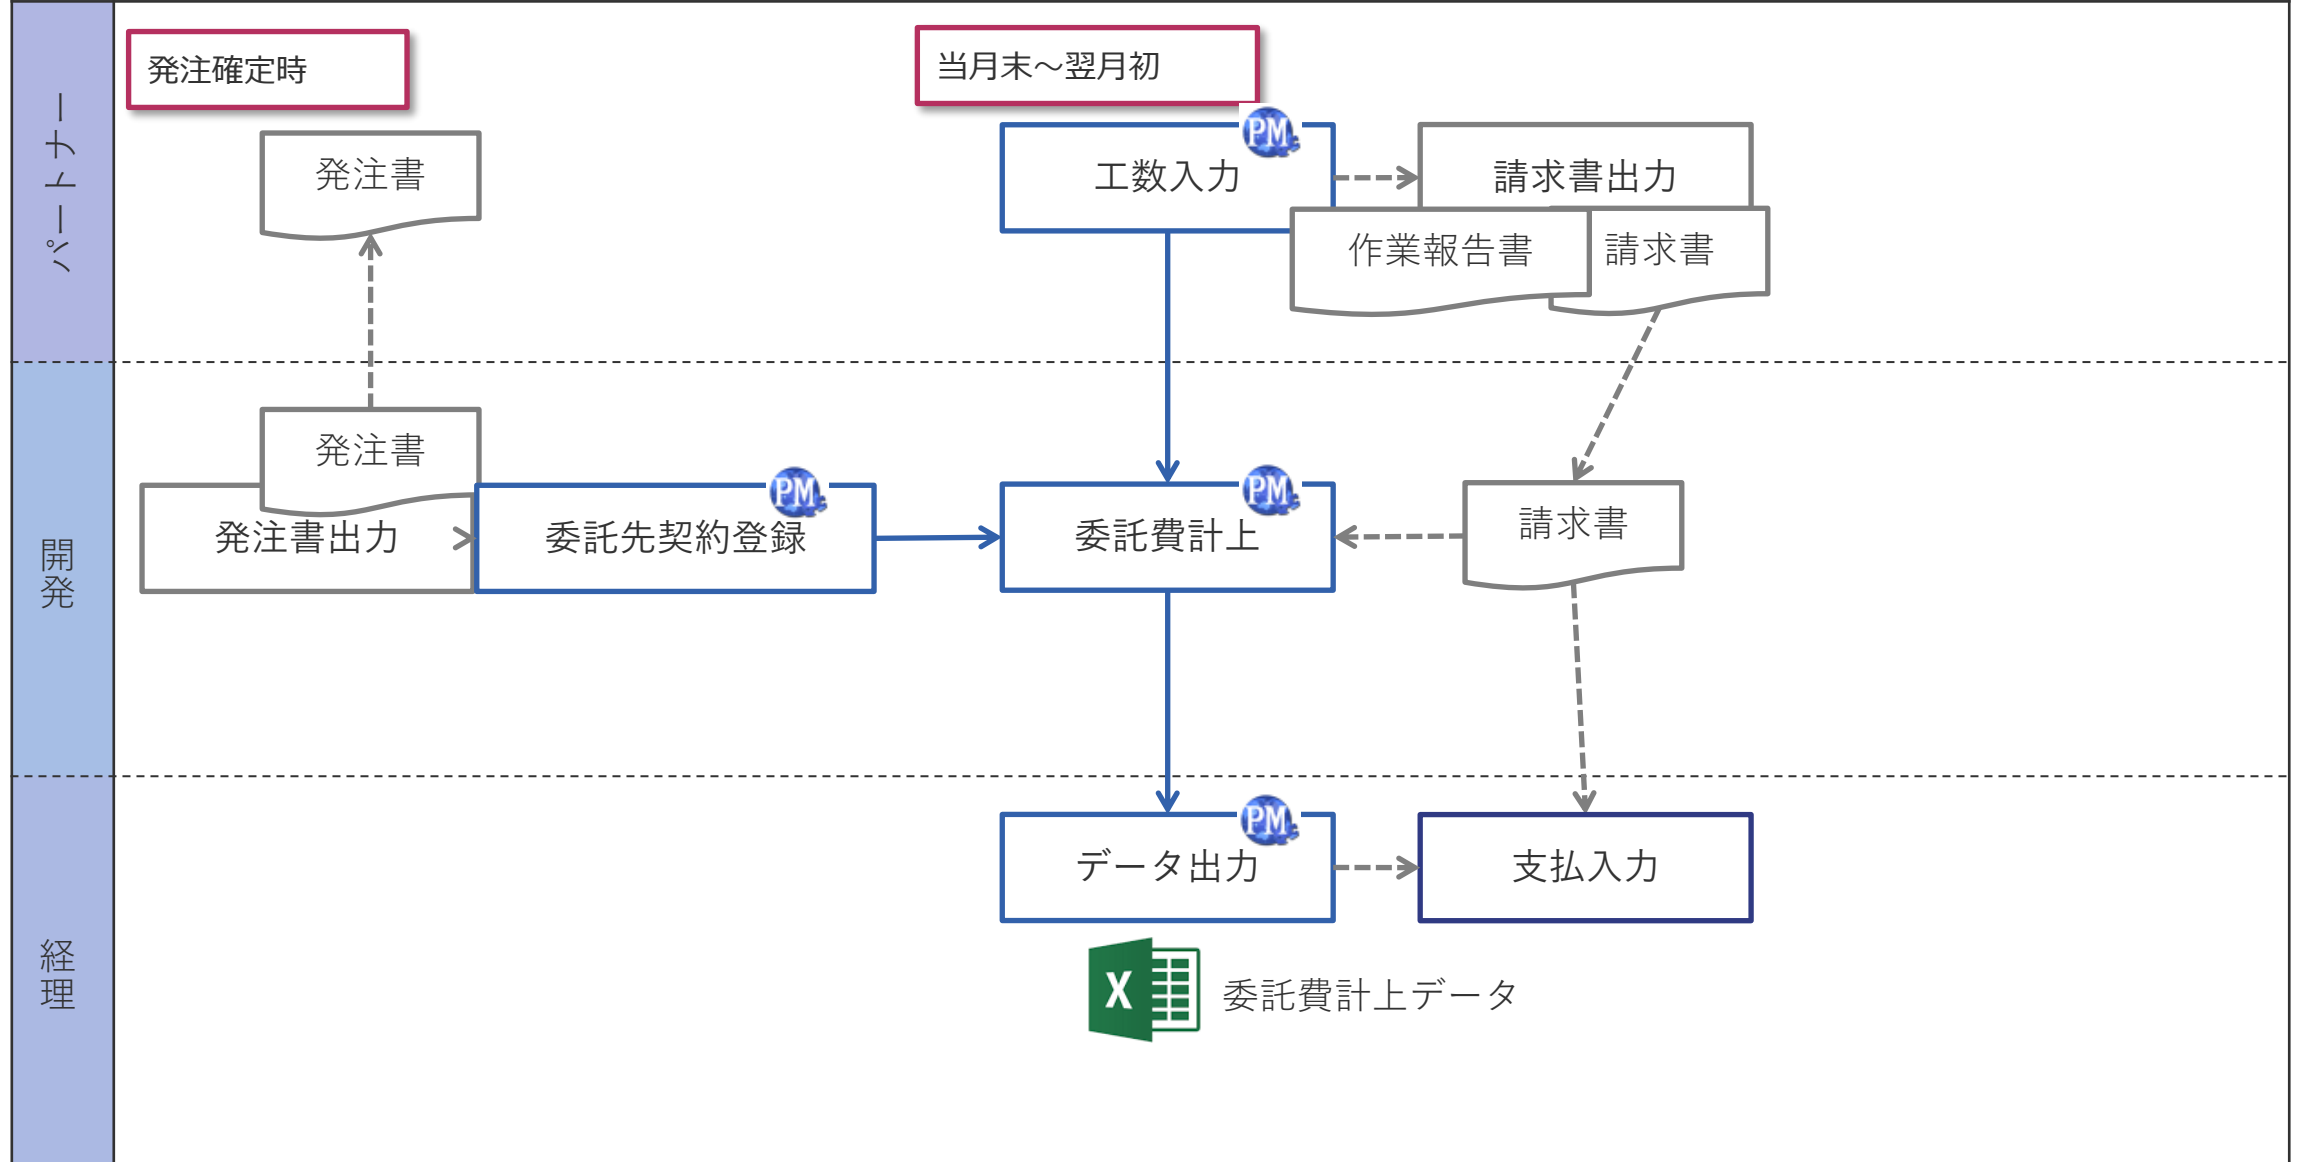 パートナー
発注確定時
当月末～翌月初
発注書
PM
工数入力
請求書出力
作業報告書
請求書
開発
発注書
発注書出力
PM
委託先契約登録
PM
委託費計上
請求書
経理
PM
データ出力
支払入力
X
委託費計上データ